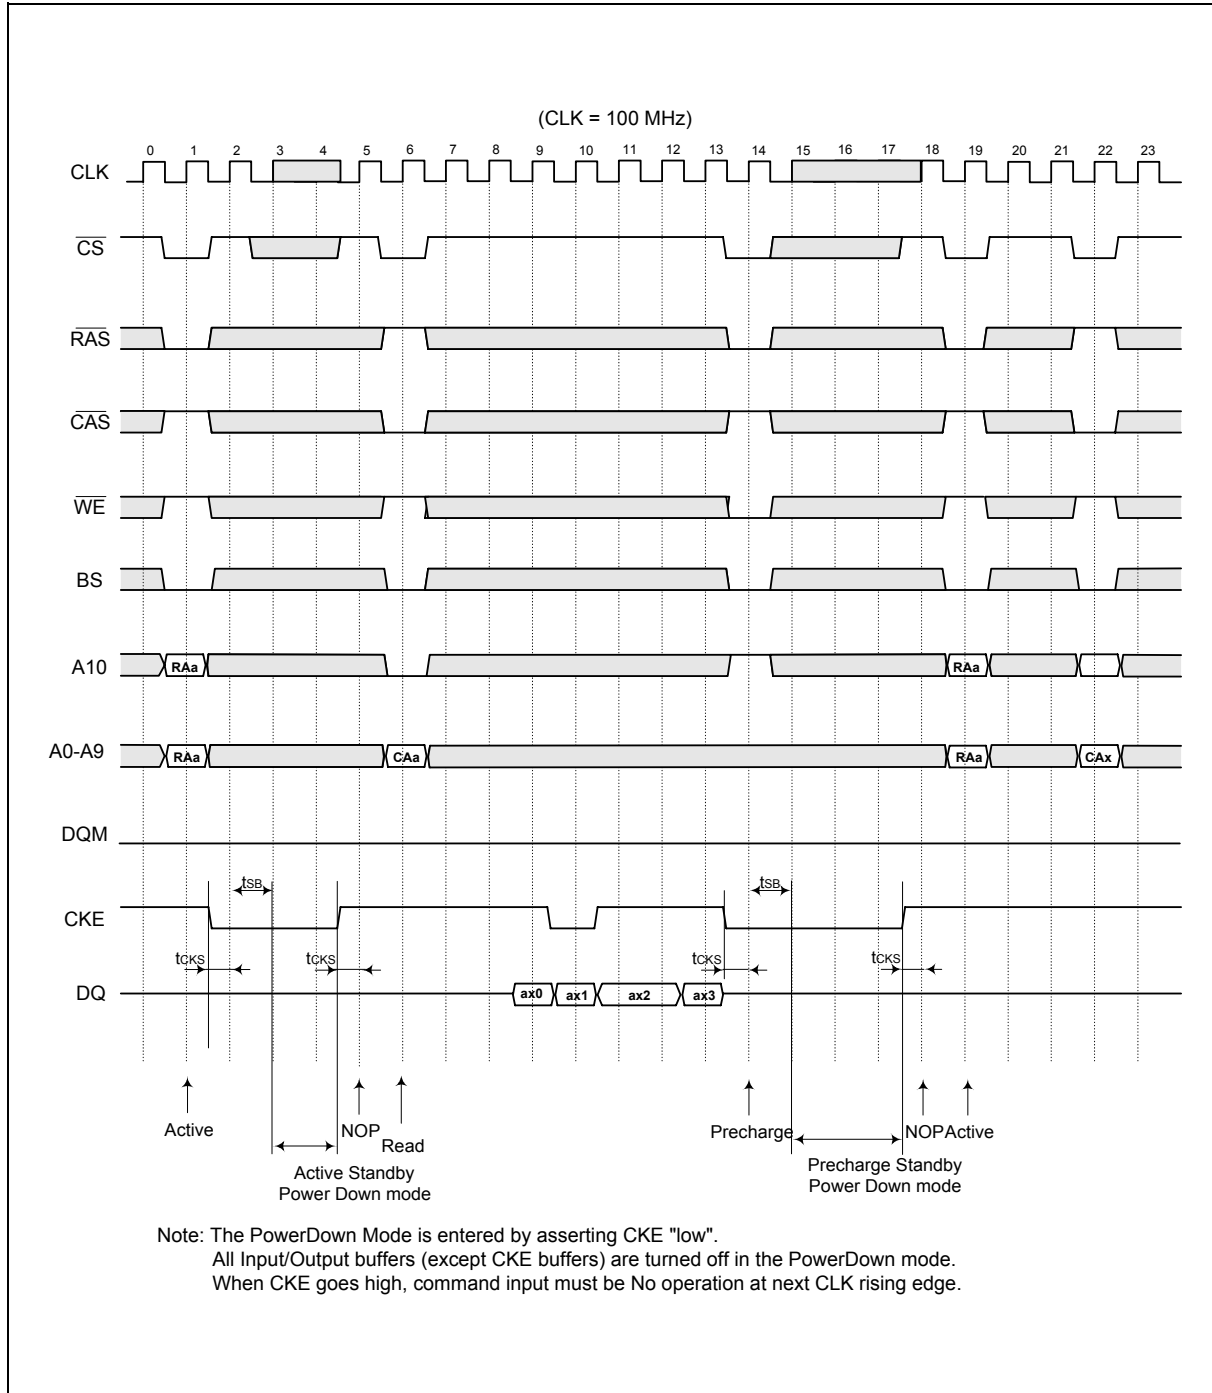 (CLK = 100 MHz)
0 1 2 3 4 5 6 7 8 9 10 11 12 13 14 15 16 17 18 19 20 21 22 23
CLK
CS
RAS
CAS
WE
BS
A10 RAa RAa
A0-A9 RAa CAa RAa CAx
DQM
tSB tSB
CKE
tCKS tCKS tCKS tCKS
DQ ax0 ax1 ax2 ax3
Active NOP Read Precharge NOP Active
Active Standby
Power Down mode
Precharge Standby
Power Down mode
Note: The PowerDown Mode is entered by asserting CKE "low".
All Input/Output buffers (except CKE buffers) are turned off in the PowerDown mode.
When CKE goes high, command input must be No operation at next CLK rising edge.